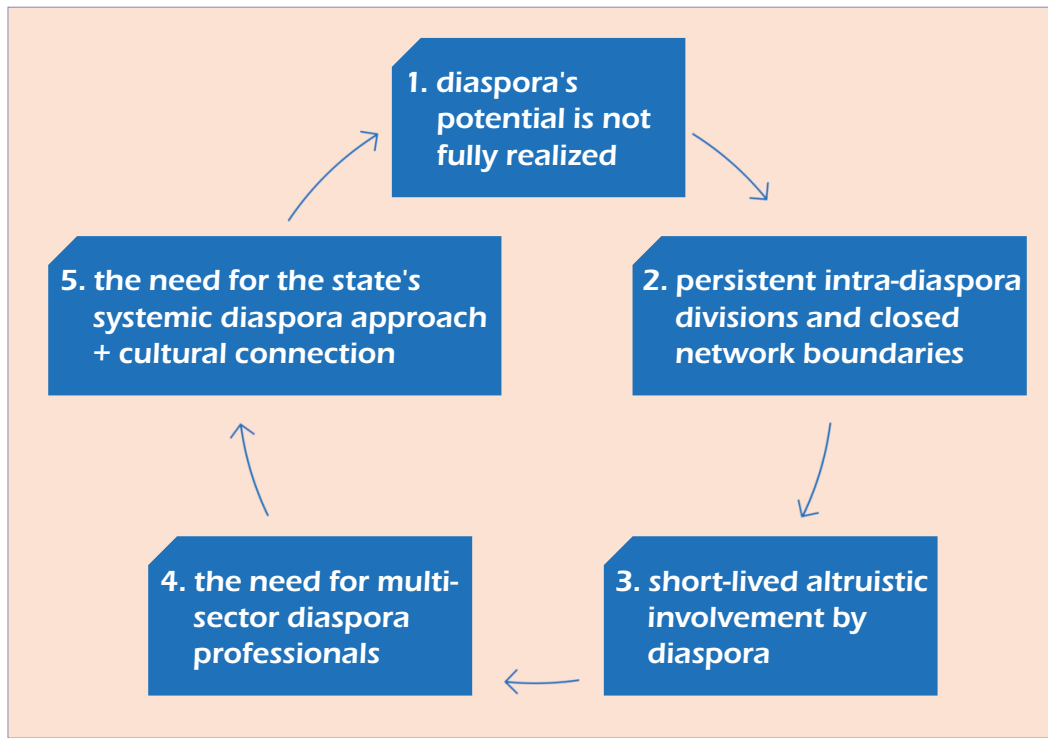 1. diaspora's
potential is not
fully realized
2. persistent intra-diaspora
divisions and closed
network boundaries
3. short-lived altruistic
involvement by
diaspora
4. the need for multi-
sector diaspora
professionals
5. the need for the state's
systemic diaspora approach
+ cultural connection